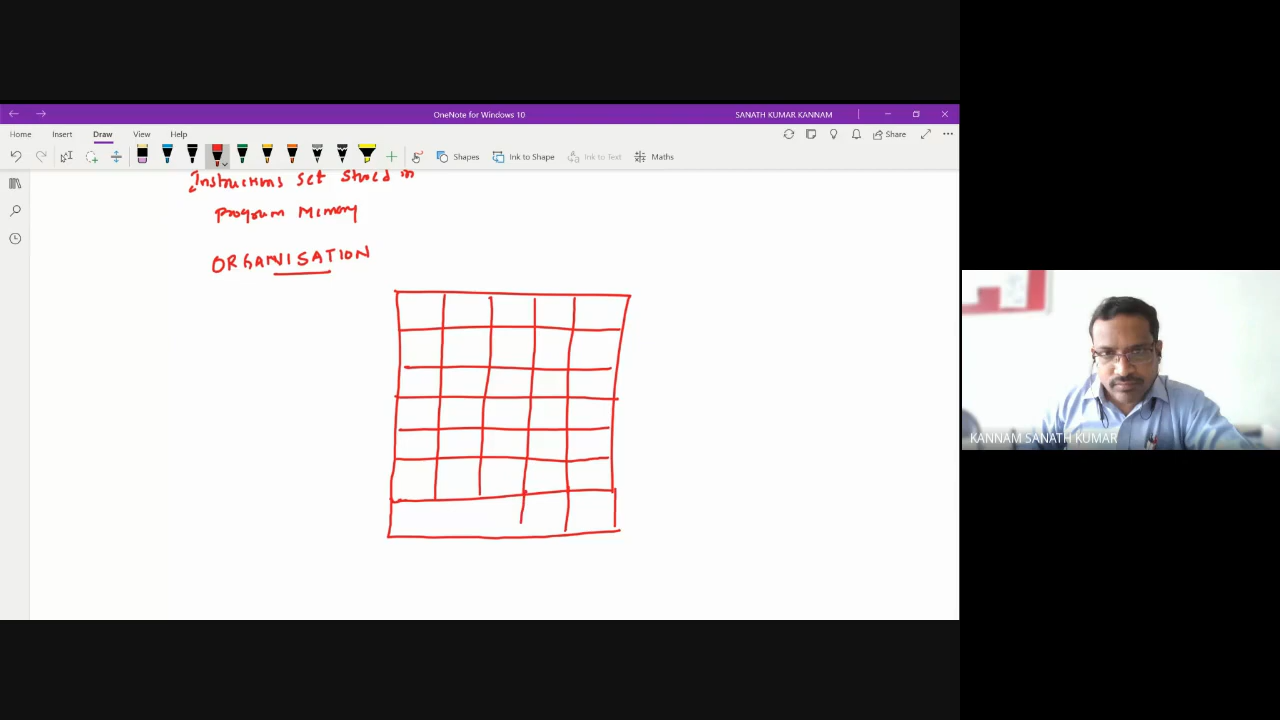 OneNote for Windows 10
SANATH KUMAR KANNAM
Home Insert Draw View Help
Share
Shapes Ink to Shape Ink to Text Maths
Instructions set stored in
program Memory
ORGANISATION
KANNAM SANATH KUMAR